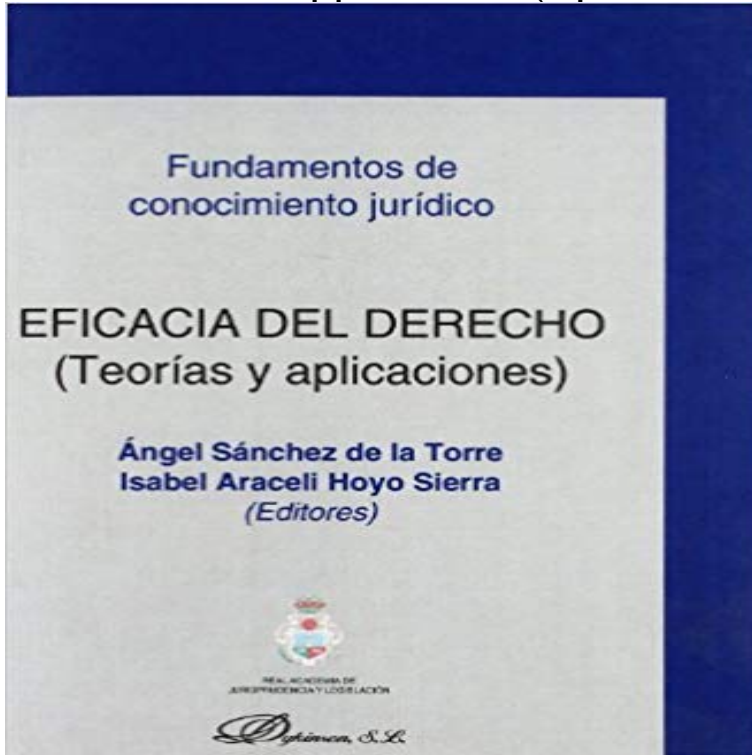 Fundamentos de
conocimiento jurídico
EFICACIA DEL DERECHO
(Teorías y aplicaciones)
Ángel Sánchez de la Torre
Isabel Araceli Hoyo Sierra
(Editores)
REAL ACADEMIA DE
JURISPRUDENCIA Y LEGISLACIÓN
Dykinson, S.L.